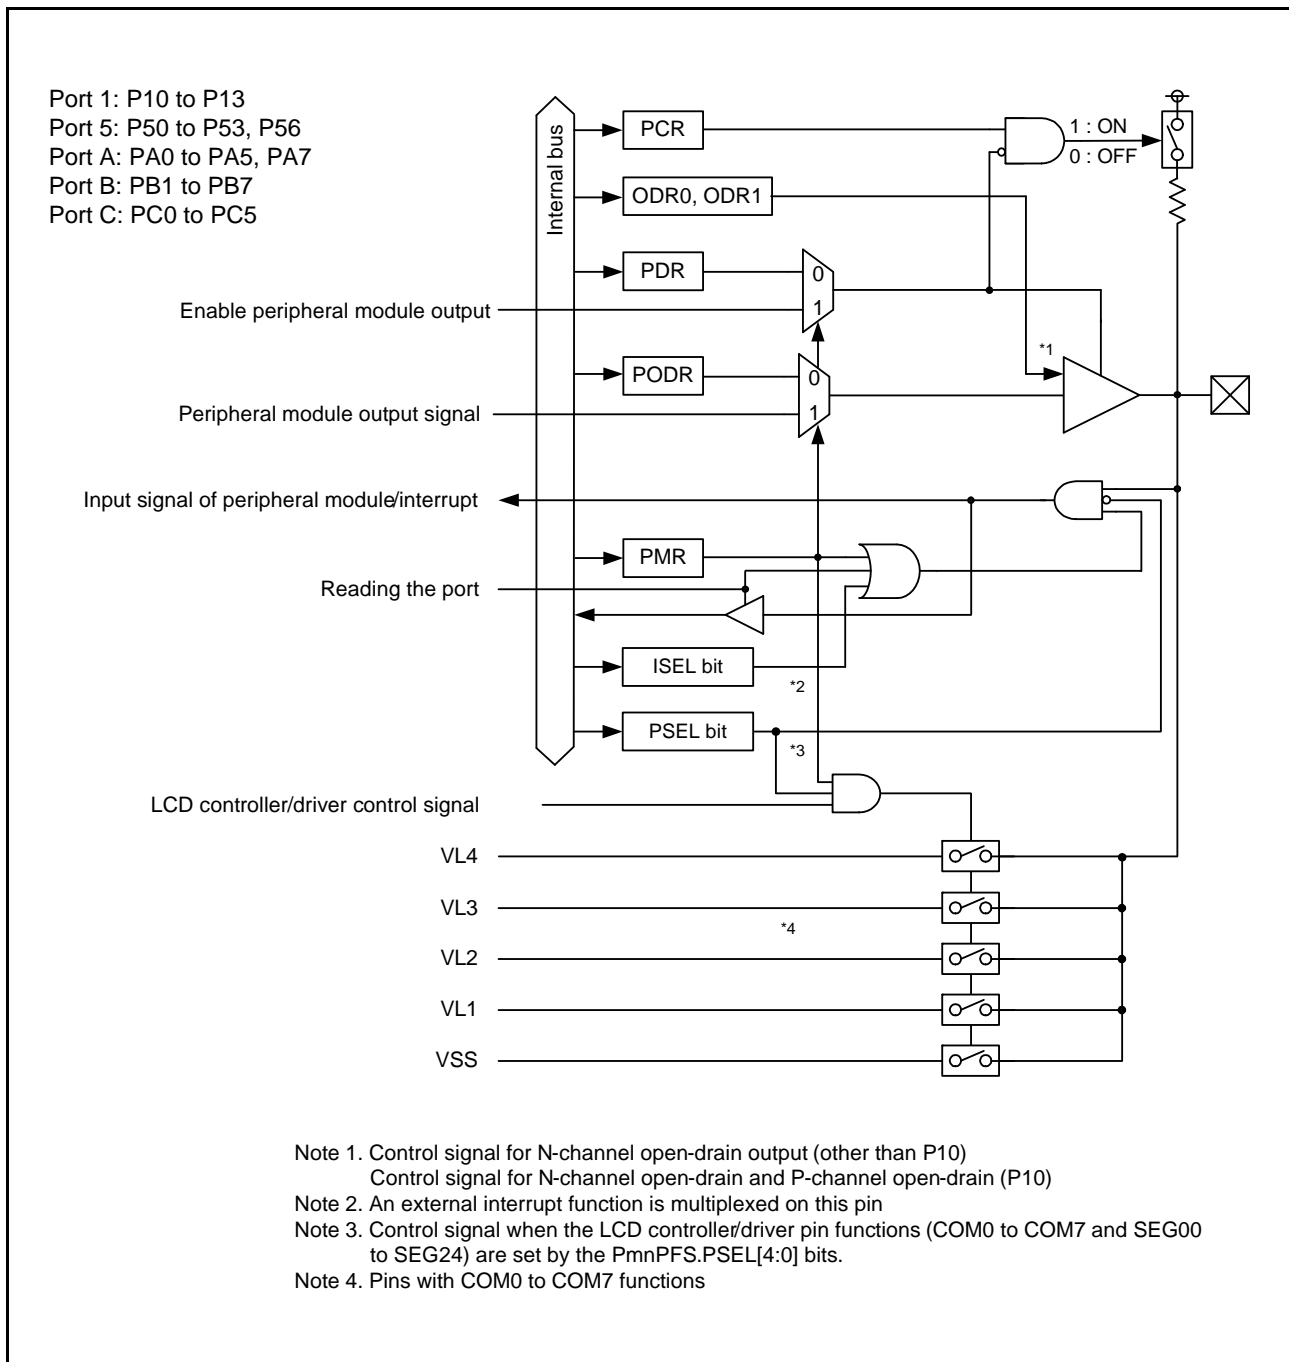 Port 1: P10 to P13
Port 5: P50 to P53, P56
Port A: PA0 to PA5, PA7
Port B: PB1 to PB7
Port C: PC0 to PC5
Internal bus
PCR
1 : ON
0 : OFF
ODR0, ODR1
PDR
0
1
Enable peripheral module output
*1
PODR
0
1
Peripheral module output signal
Input signal of peripheral module/interrupt
PMR
Reading the port
ISEL bit
*2
PSEL bit
*3
LCD controller/driver control signal
VL4
VL3
*4
VL2
VL1
VSS
Note 1. Control signal for N-channel open-drain output (other than P10)
Control signal for N-channel open-drain and P-channel open-drain (P10)
Note 2. An external interrupt function is multiplexed on this pin
Note 3. Control signal when the LCD controller/driver pin functions (COM0 to COM7 and SEG00
to SEG24) are set by the PmnPFS.PSEL[4:0] bits.
Note 4. Pins with COM0 to COM7 functions